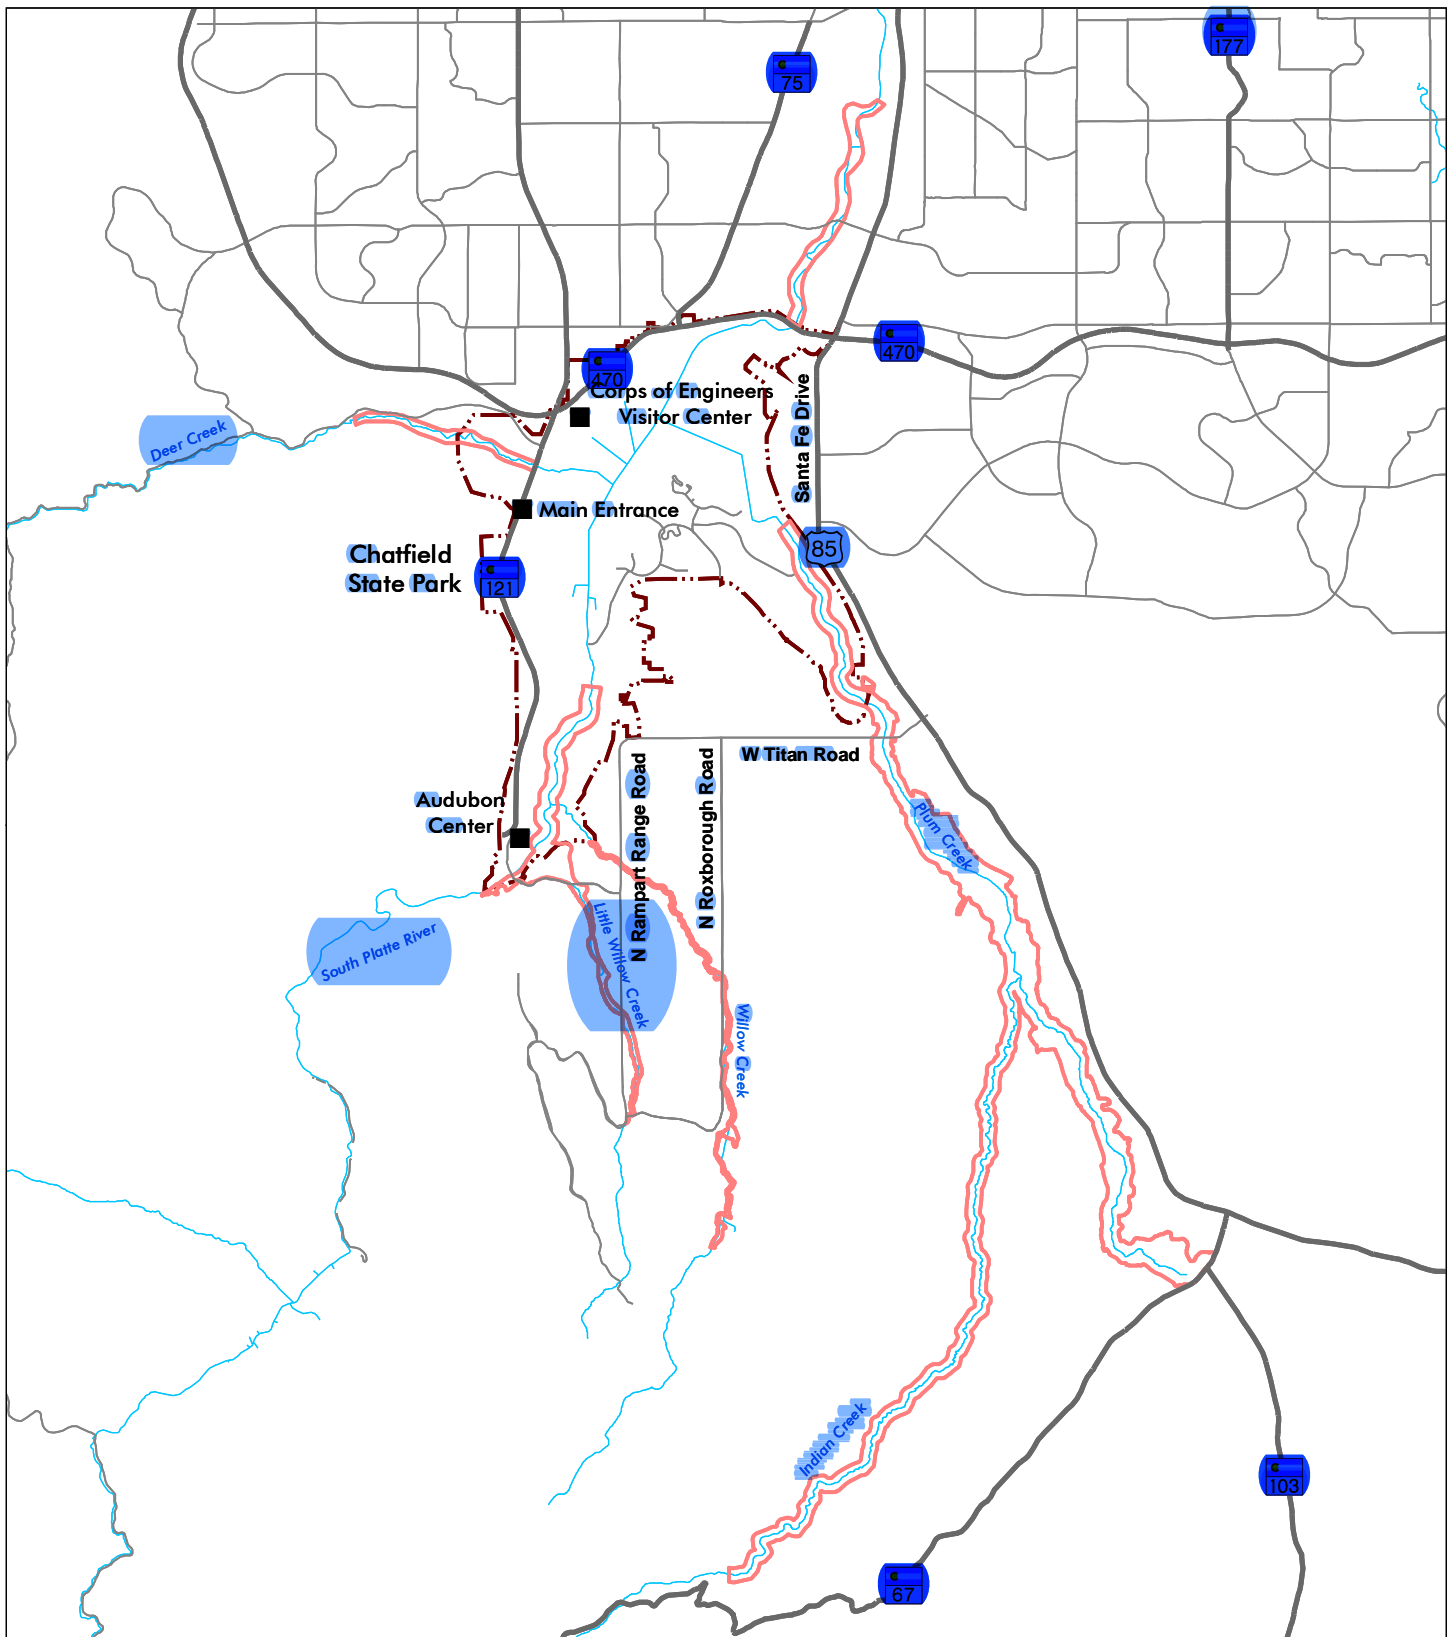 177
75
470
470
Corps of Engineers
Visitor Center
Santa Fe Drive
Deer Creek
Main Entrance
85
Chatfield
State Park
121
W Titan Road
N Rampart Range Road
N Roxborough Road
Audubon
Center
Plum Creek
South Platte River
Little Willow Creek
Willow Creek
Indian Creek
103
67